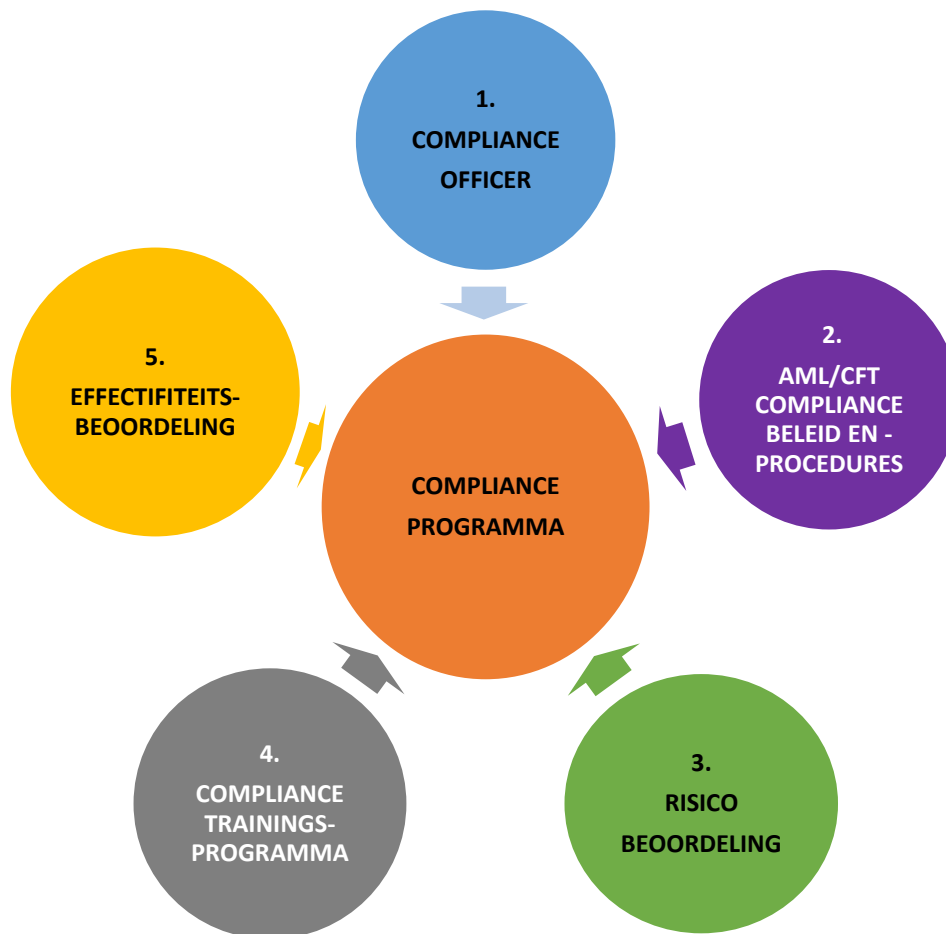 1.
COMPLIANCE
OFFICER
2.
AML/CFT
COMPLIANCE
BELEID EN -
PROCEDURES
3.
RISICO
BEOORDELING
4.
COMPLIANCE
TRAININGS-
PROGRAMMA
5.
EFFECTIFITEITS-
BEOORDELING
COMPLIANCE
PROGRAMMA